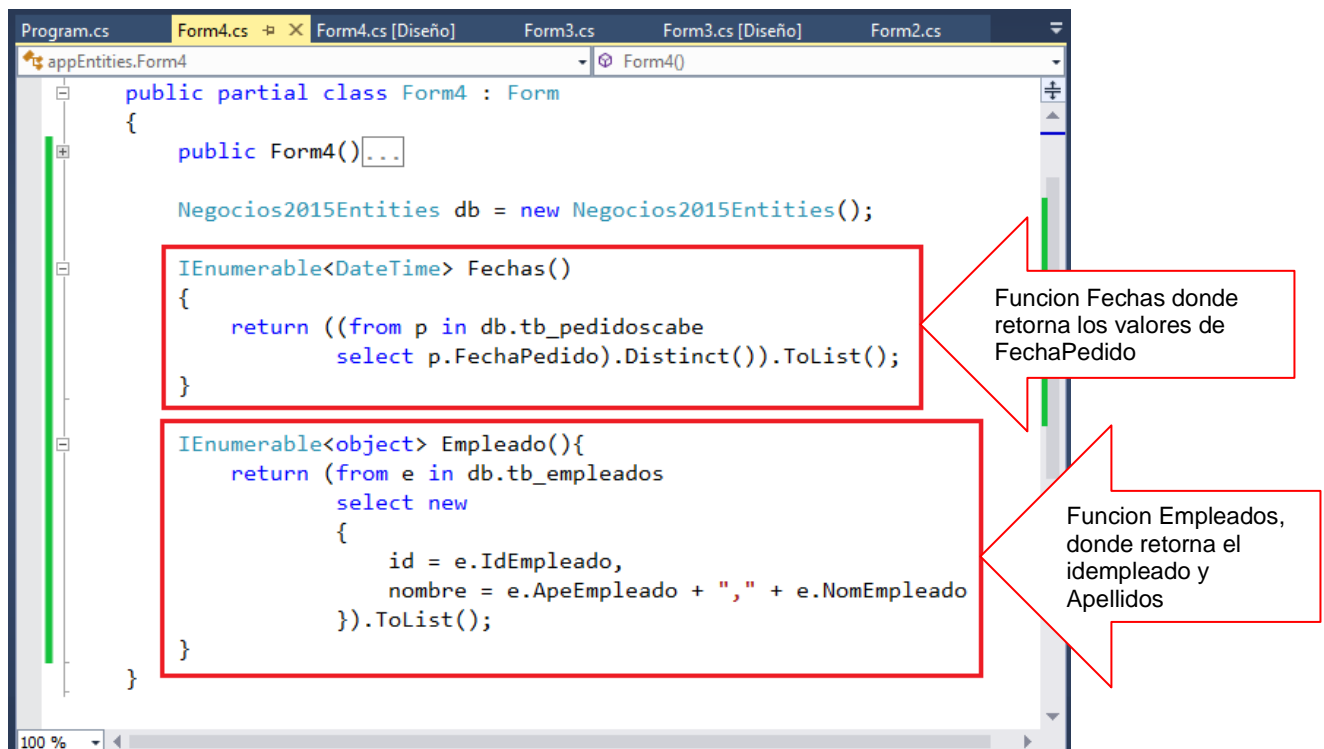 Program.cs Form4.cs Form4.cs [Diseño] Form3.cs Form3.cs [Diseño] Form2.cs
appEntities.Form4 Form4()
public partial class Form4 : Form
{
public Form4()...
Negocios2015Entities db = new Negocios2015Entities();
IEnumerable<DateTime> Fechas()
{
return ((from p in db.tb_pedidoscabe
select p.FechaPedido).Distinct()).ToList();
}
Funcion Fechas donde
retorna los valores de
FechaPedido
IEnumerable<object> Empleado(){
return (from e in db.tb_empleados
select new
{
id = e.IdEmpleado,
nombre = e.ApeEmpleado + "," + e.NomEmpleado
}).ToList();
}
}
Funcion Empleados,
donde retorna el
idempleado y
Apellidos
100 %